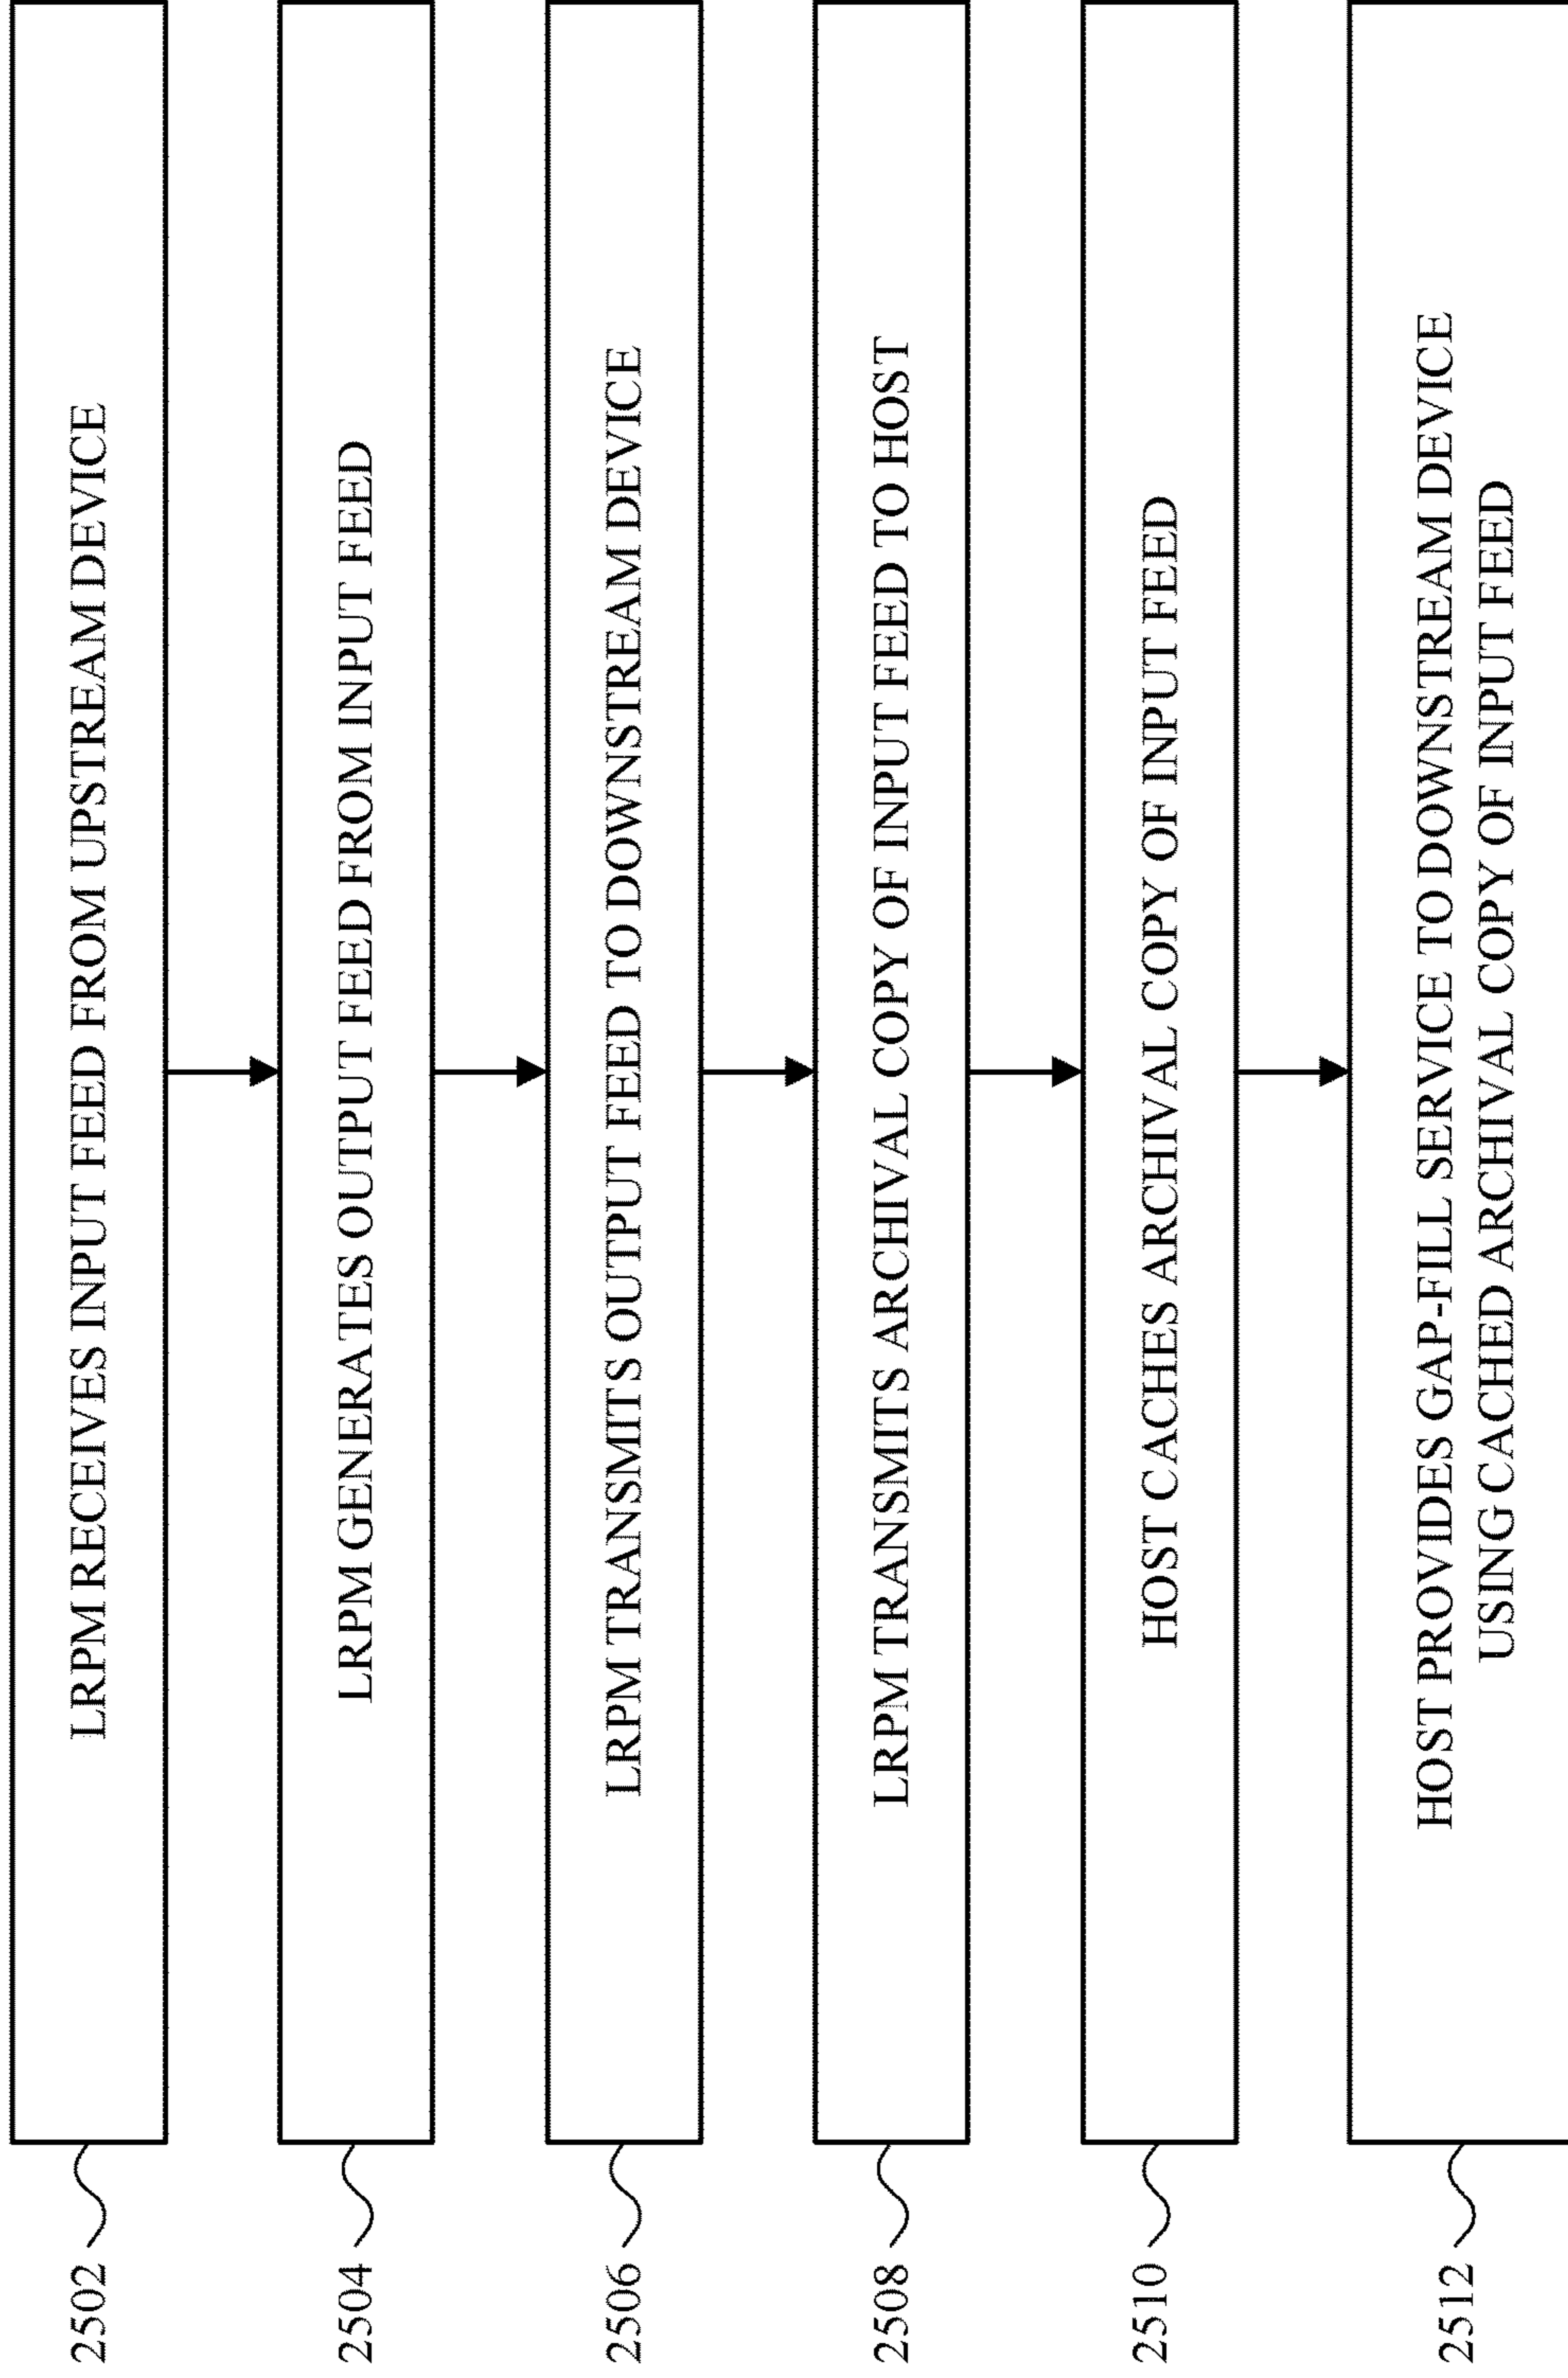 2502
LRPM RECEIVES INPUT FEED FROM UPSTREAM DEVICE
2504
LRPM GENERATES OUTPUT FEED FROM INPUT FEED
2506
LRPM TRANSMITS OUTPUT FEED TO DOWNSTREAM DEVICE
2508
LRPM TRANSMITS ARCHIVAL COPY OF INPUT FEED TO HOST
2510
HOST CACHES ARCHIVAL COPY OF INPUT FEED
2512
HOST PROVIDES GAP-FILL SERVICE TO DOWNSTREAM DEVICE
USING CACHED ARCHIVAL COPY OF INPUT FEED